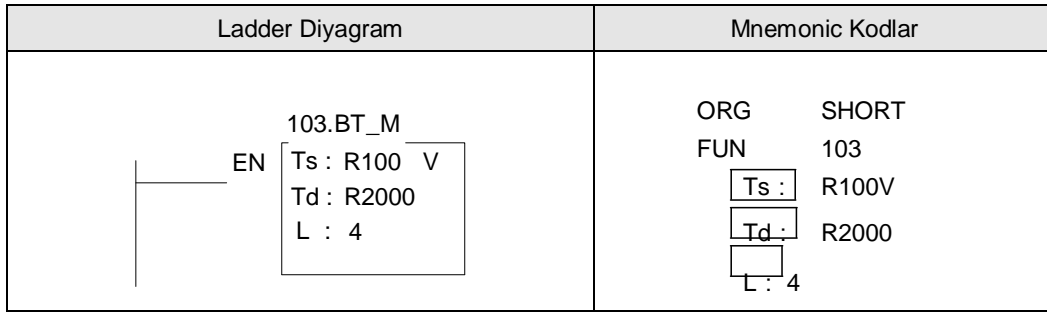 Ladder Diyagram
Mnemonic Kodlar
103.BT_M
EN
Ts : R100 V
Td : R2000
L : 4
ORG SHORT
FUN 103
Ts : R100V
Td : R2000
L : 4